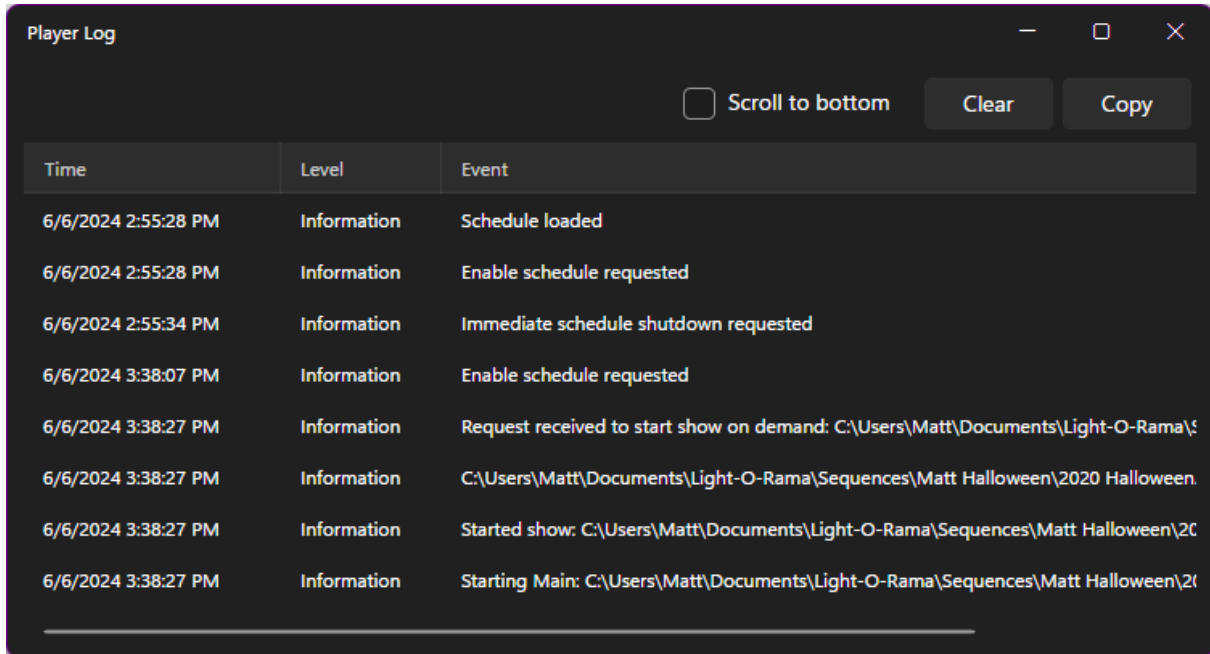 Player Log
Scroll to bottom Clear Copy
Time Level Event
6/6/2024 2:55:28 PM Information Schedule loaded
6/6/2024 2:55:28 PM Information Enable schedule requested
6/6/2024 2:55:34 PM Information Immediate schedule shutdown requested
6/6/2024 3:38:07 PM Information Enable schedule requested
6/6/2024 3:38:27 PM Information Request received to start show on demand: C:\Users\Matt\Documents\Light-O-Rama\
6/6/2024 3:38:27 PM Information C:\Users\Matt\Documents\Light-O-Rama\Sequences\Matt Halloween\2020 Halloween.
6/6/2024 3:38:27 PM Information Started show: C:\Users\Matt\Documents\Light-O-Rama\Sequences\Matt Halloween\20
6/6/2024 3:38:27 PM Information Starting Main: C:\Users\Matt\Documents\Light-O-Rama\Sequences\Matt Halloween\20